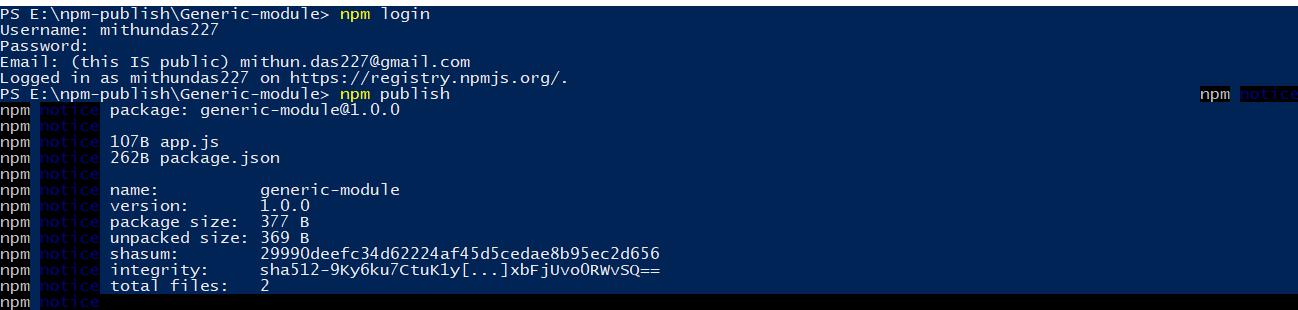 PS E:\npm-publish\Generic-module> npm login
Username: mithundas227
Password:
Email: (this IS public) mithun.das227@gmail.com
Logged in as mithundas227 on https://registry.npmjs.org/.
PS E:\npm-publish\Generic-module> npm publish npm notice
npm notice package: generic-module@1.0.0
npm notice
npm notice 107B app.js
npm notice 262B package.json
npm notice
npm notice name: generic-module
npm notice version: 1.0.0
npm notice package size: 377 B
npm notice unpacked size: 369 B
npm notice shasum: 29990deefc34d62224af45d5cedae8b95ec2d656
npm notice integrity: sha512-9Ky6ku7CtuK1y[...]xbFjUvo0RWvSQ==
npm notice total files: 2
npm notice